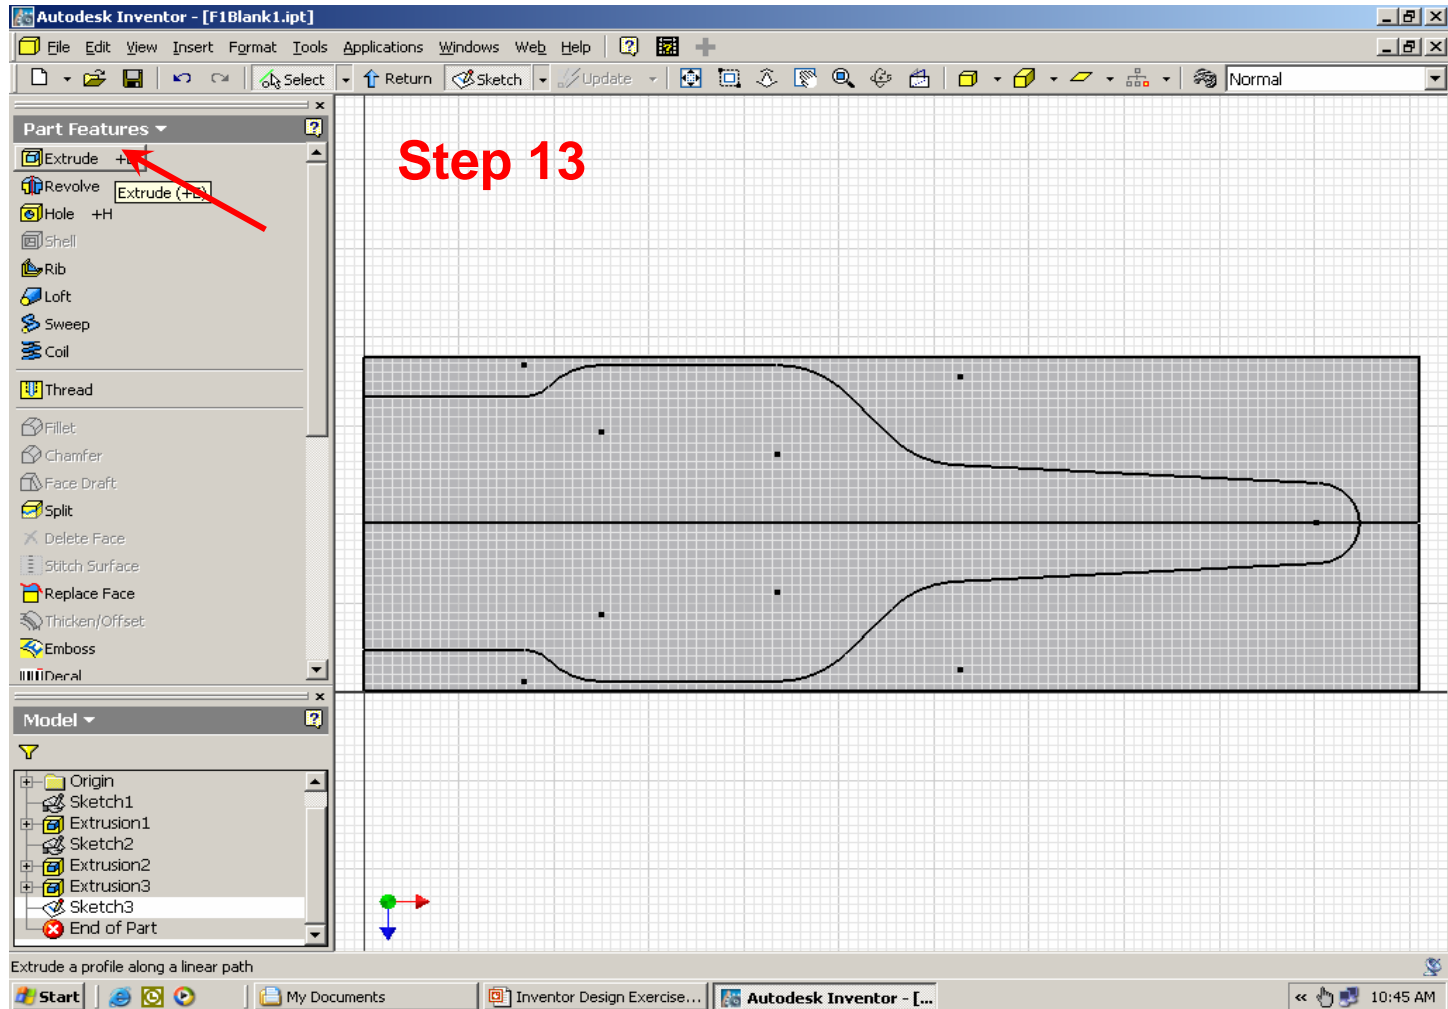 Autodesk Inventor - [F1Blank1.ipt]
File Edit View Insert Format Tools Applications Windows Web Help
Select Return Sketch Update Normal
Part Features
Extrude
Revolve
Extrude (+E)
Hole +H
Shell
Rib
Loft
Sweep
Coil
Thread
Fillet
Chamfer
Face Draft
Split
Delete Face
Stitch Surface
Replace Face
Thicken/Offset
Emboss
Decal
Step 13
Model
Origin
Sketch1
Extrusion1
Sketch2
Extrusion2
Extrusion3
Sketch3
End of Part
Extrude a profile along a linear path
Start My Documents Inventor Design Exercise... Autodesk Inventor - [... « 10:45 AM